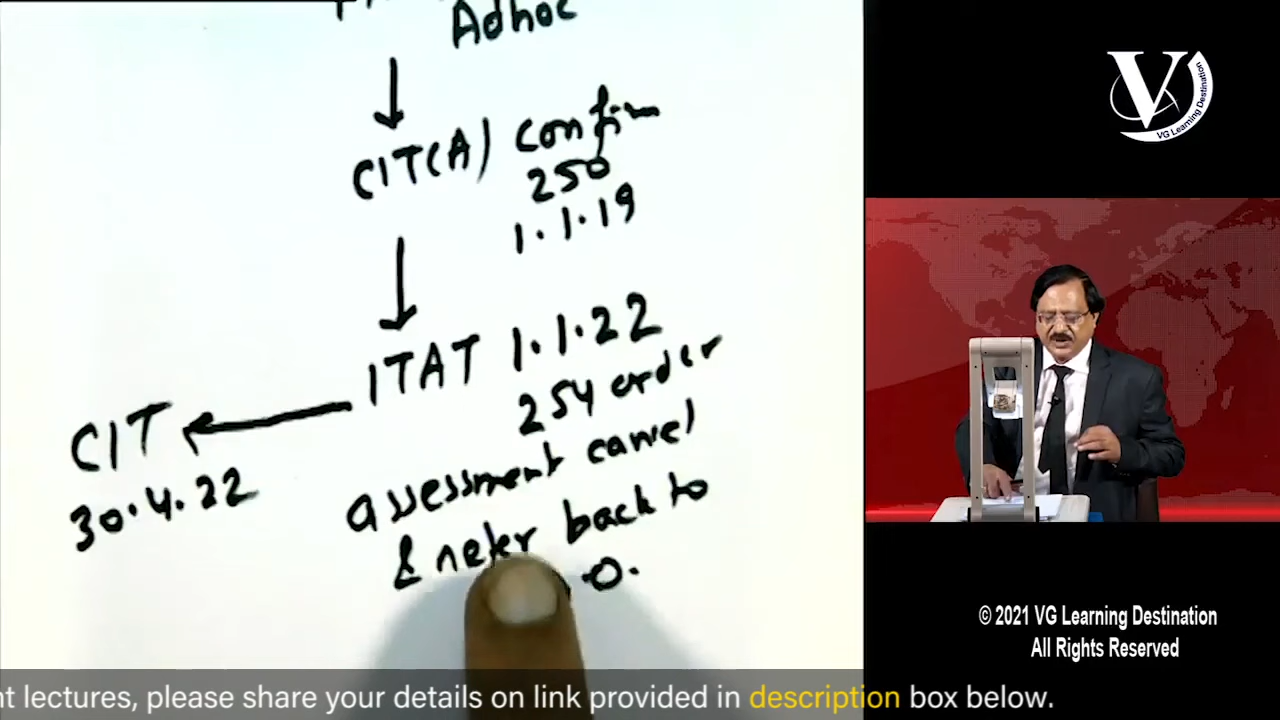 Adhoc
CIT(A) confim
250
1.1.19
ITAT 1.1.22
254 order
assessment cancel
& refer back to
.O.
CIT
30.4.22
V
VG Learning Destination
© 2021 VG Learning Destination
All Rights Reserved
nt lectures, please share your details on link provided in description box below.